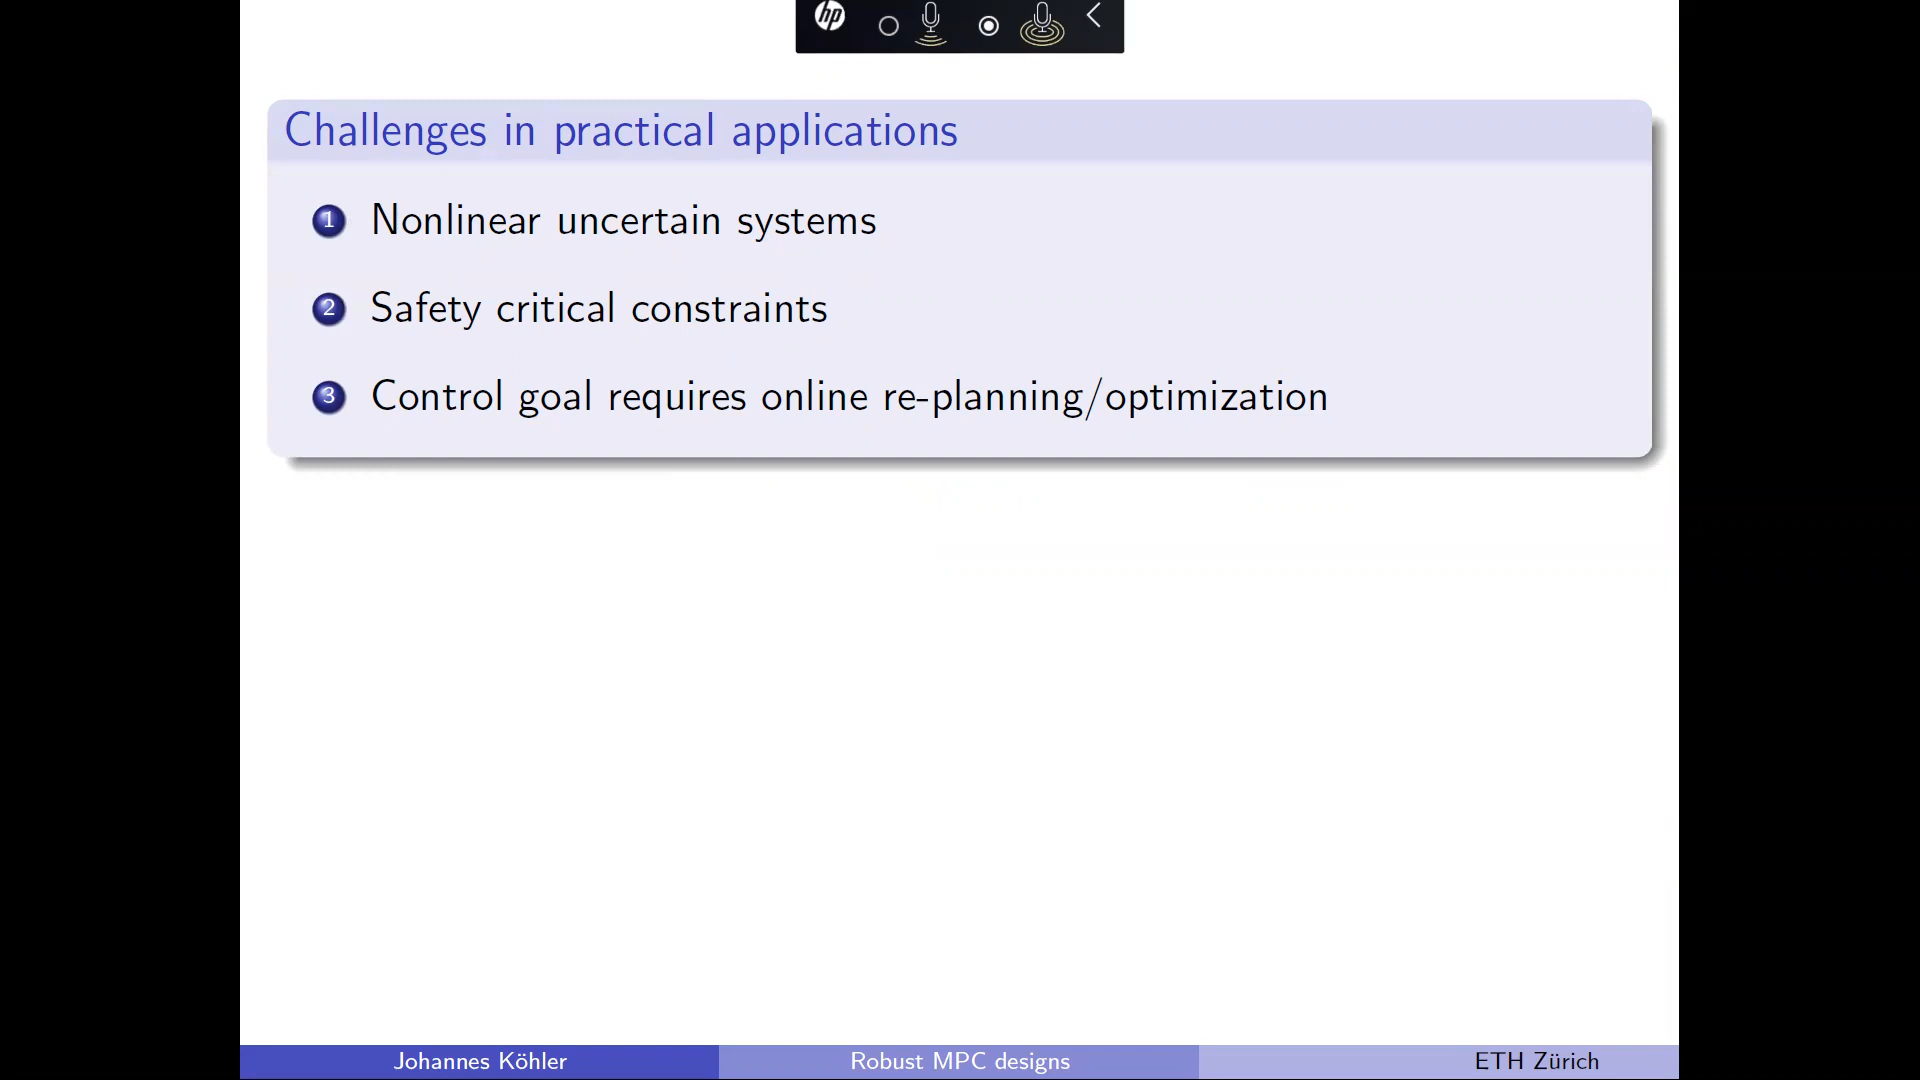 hp
Challenges in practical applications
1 Nonlinear uncertain systems
2 Safety critical constraints
3 Control goal requires online re-planning/optimization
Johannes Köhler Robust MPC designs ETH Zürich